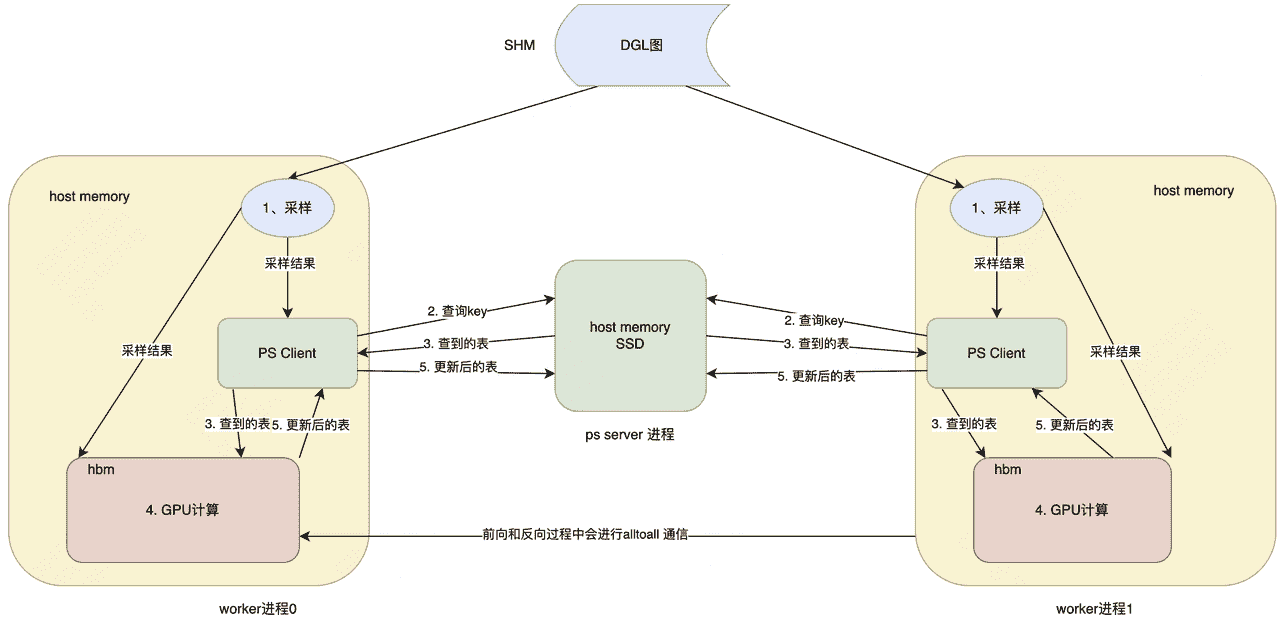 SHM
DGL图
host memory
1、采样
采样结果
采样结果
PS Client
3. 查到的表
5. 更新后的表
hbm
4. GPU计算
worker进程0
2. 查询key
3. 查到的表
5. 更新后的表
host memory
SSD
ps server 进程
2. 查询key
3. 查到的表
5. 更新后的表
前向和反向过程中会进行alltoall 通信
host memory
1、采样
采样结果
采样结果
PS Client
3. 查到的表
5. 更新后的表
hbm
4. GPU计算
worker进程1